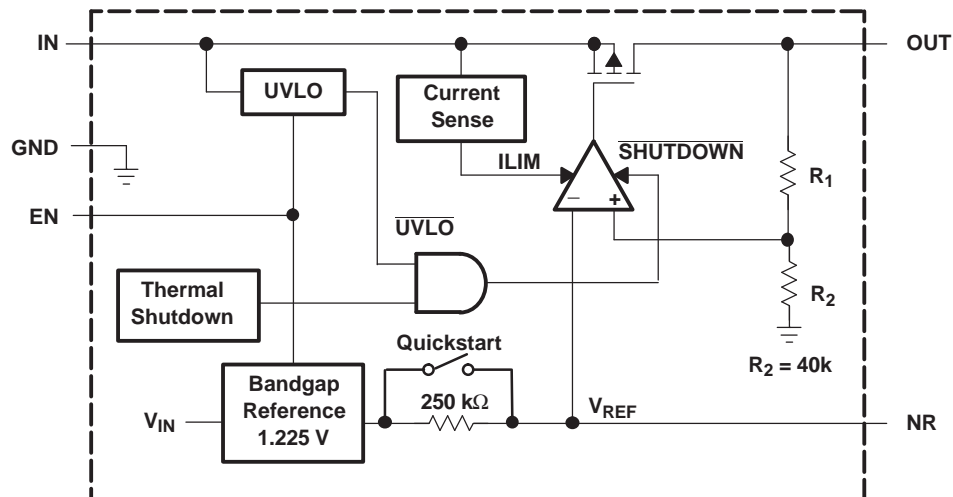 IN
OUT
UVLO
Current
Sense
GND
ILIM
SHUTDOWN
R1
EN
UVLO
− +
Thermal
Shutdown
R2
Quickstart
R2 = 40k
Bandgap
Reference
1.225 V
250 kΩ
VIN
VREF
NR